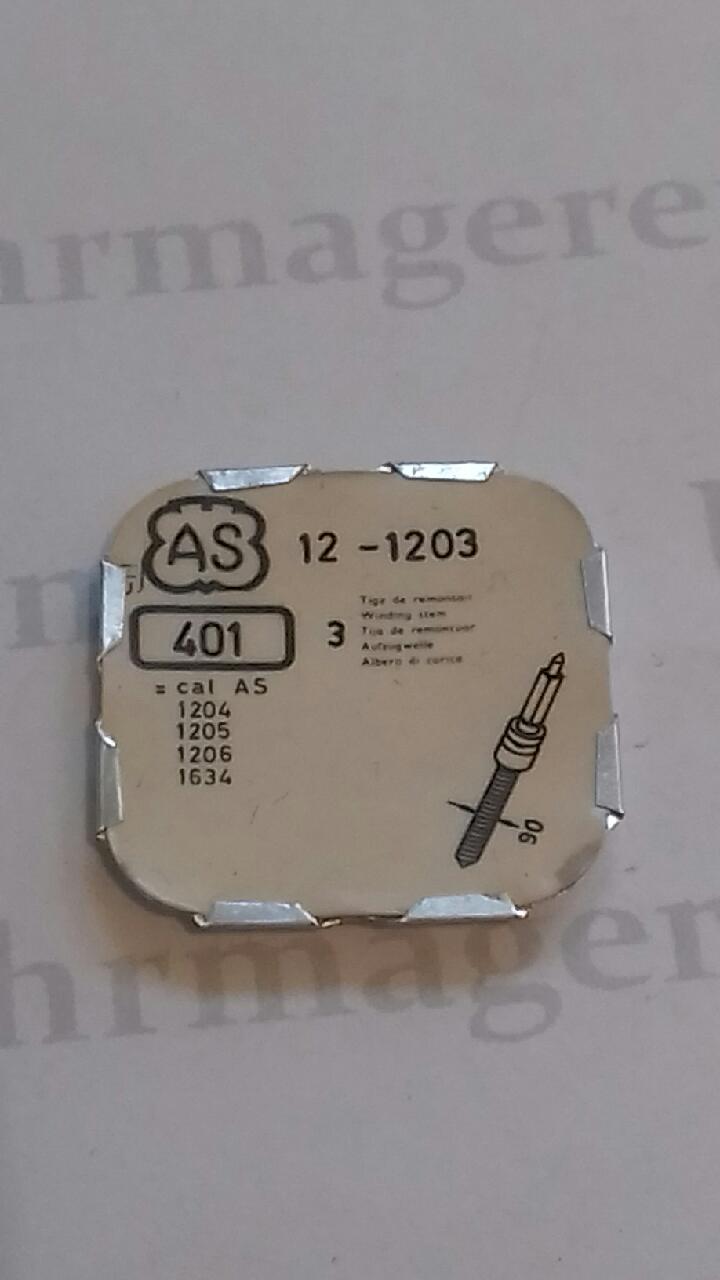 hrmagere
AS 12 - 1203
401 3
Tige de remontoir
Winding stem
Tija de remontuar
Aufzugwelle
Albero di carica
= cal AS
1204
1205
1206
1634
90
hrmager